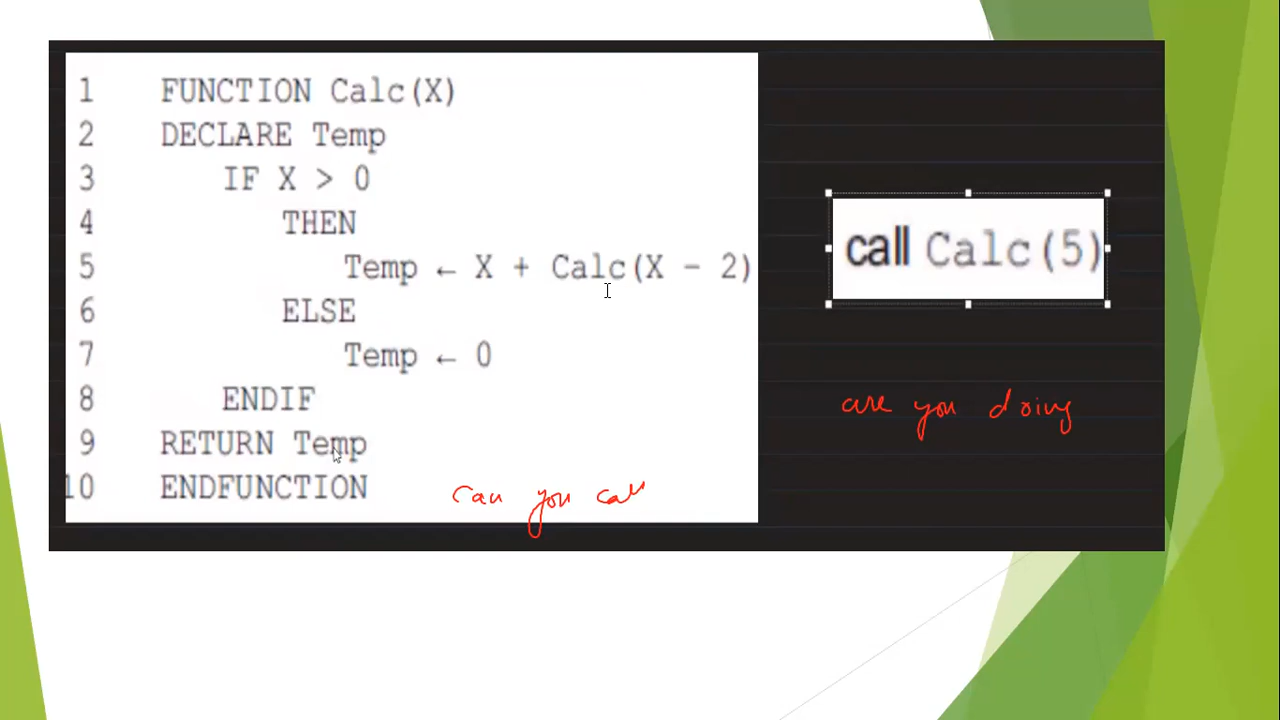 1 FUNCTION Calc(X)
2 DECLARE Temp
3 IF X > 0
4 THEN
5 Temp ← X + Calc(X - 2)
6 ELSE
7 Temp ← 0
8 ENDIF
9 RETURN Temp
10 ENDFUNCTION
can you call
call Calc(5)
are you doing